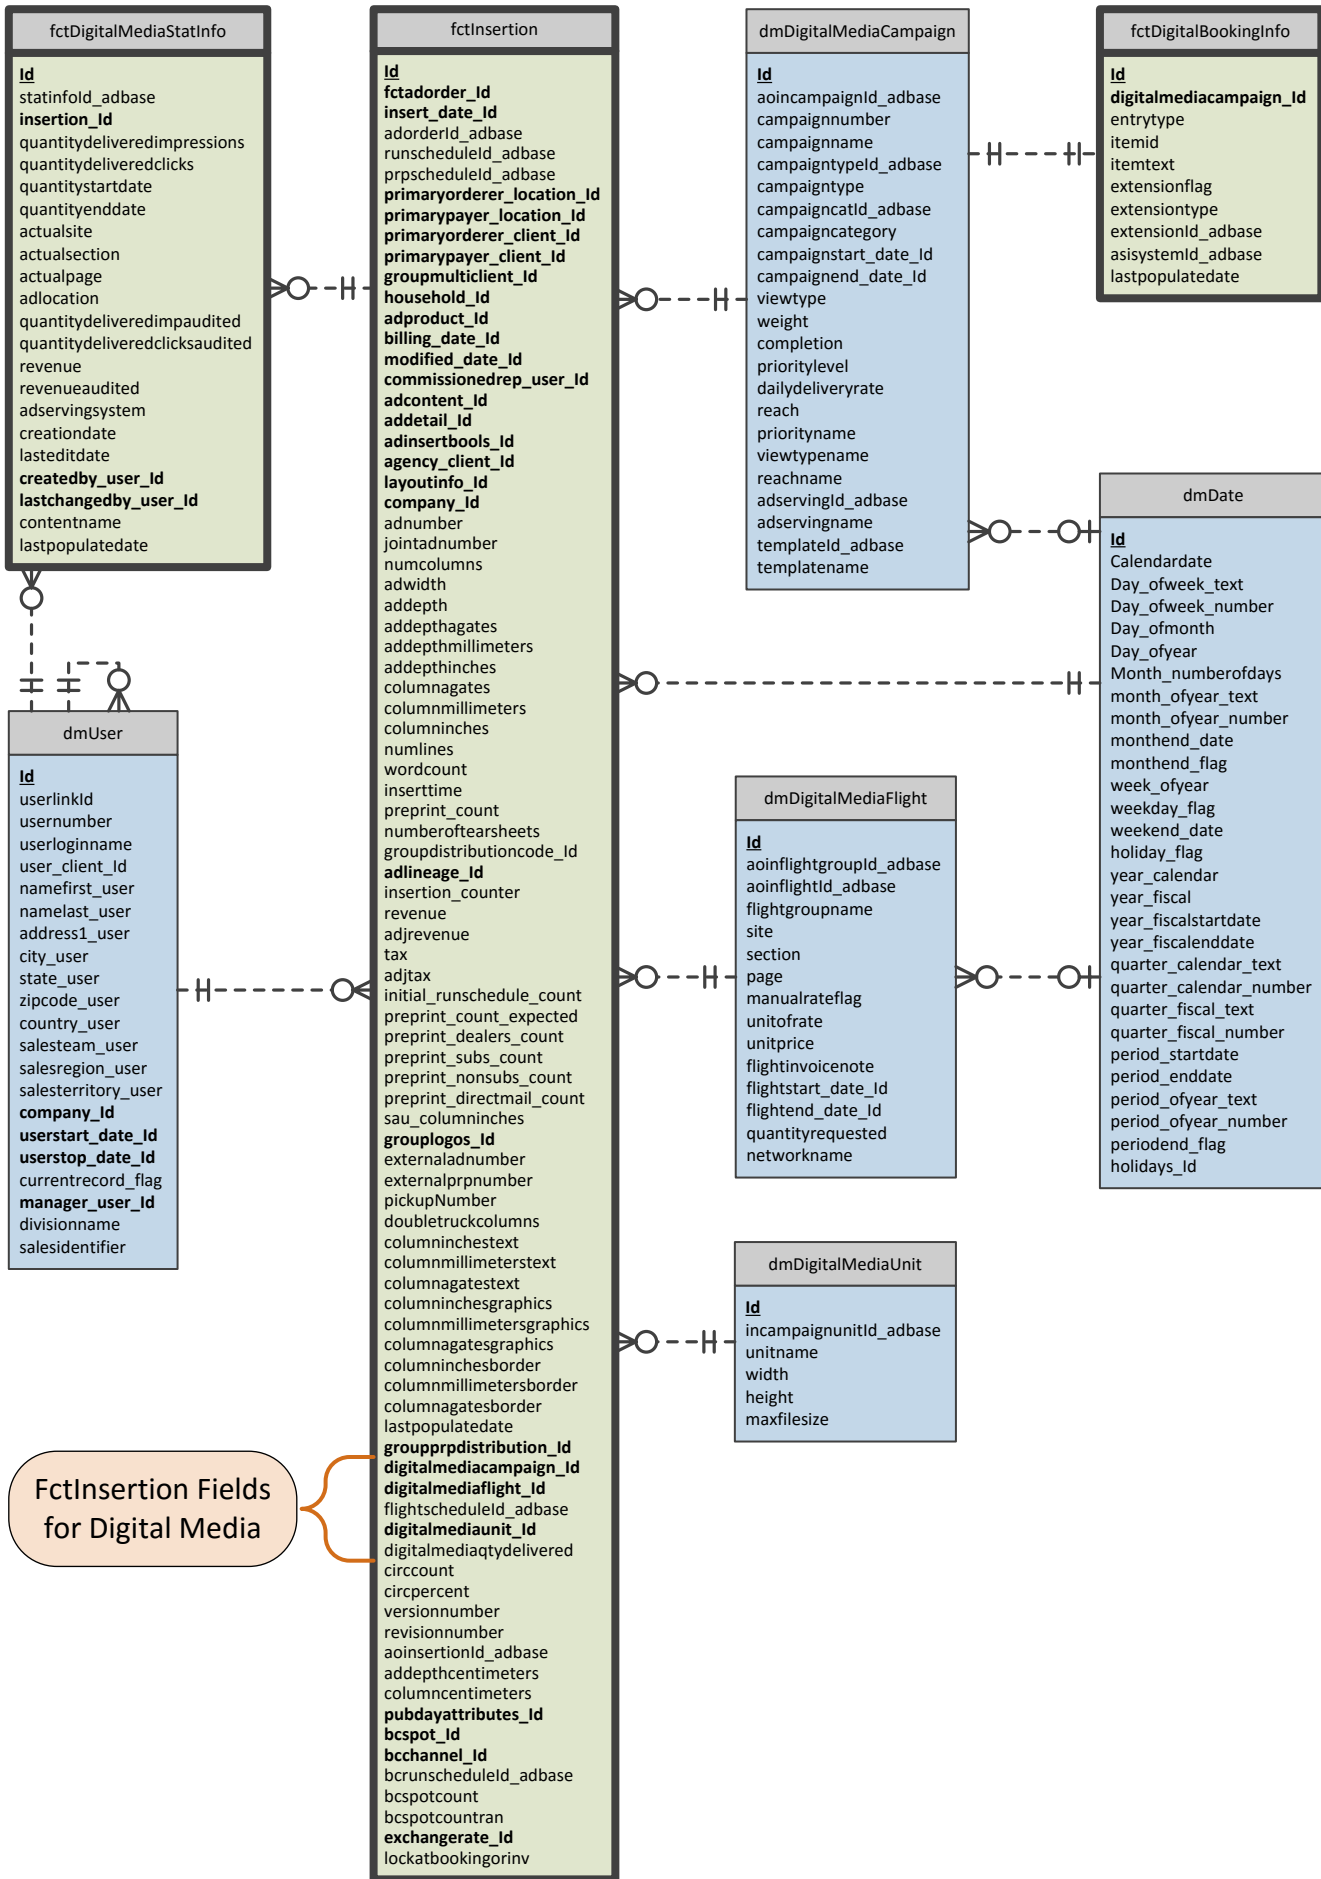 fctDigitalMediaStatInfo
Id
statinfoId_adbase
insertion_Id
quantitydeliveredimpressions
quantitydeliveredclicks
quantitystartdate
quantityenddate
actualsite
actualsection
actualpage
adlocation
quantitydeliveredimpaudited
quantitydeliveredclicksaudited
revenue
revenueaudited
adservingsystem
creationdate
lasteditdate
createdby_user_Id
lastchangedby_user_Id
contentname
lastpopulatedate
dmUser
Id
userlinkId
usernumber
userloginname
user_client_Id
namefirst_user
namelast_user
address1_user
city_user
state_user
zipcode_user
country_user
salesteam_user
salesregion_user
salesterritory_user
company_Id
userstart_date_Id
userstop_date_Id
currentrecord_flag
manager_user_Id
divisionname
salesidentifier
FctInsertion Fields
for Digital Media
fctInsertion
Id
fctadorder_Id
insert_date_Id
adorderId_adbase
runscheduleId_adbase
prpscheduleId_adbase
primaryorderer_location_Id
primarypayer_location_Id
primaryorderer_client_Id
primarypayer_client_Id
groupmulticlient_Id
household_Id
adproduct_Id
billing_date_Id
modified_date_Id
commissionedrep_user_Id
adcontent_Id
addetail_Id
adinsertbools_Id
agency_client_Id
layoutinfo_Id
company_Id
adnumber
jointadnumber
numcolumns
adwidth
addepth
addepthagates
addepthmillimeters
addepthinches
columnagates
columnmillimeters
columninches
numlines
wordcount
inserttime
preprint_count
numberoftearsheets
groupdistributioncode_Id
adlineage_Id
insertion_counter
revenue
adjrevenue
tax
adjtax
initial_runschedule_count
preprint_count_expected
preprint_dealers_count
preprint_subs_count
preprint_nonsubs_count
preprint_directmail_count
sau_columninches
grouplogos_Id
externaladnumber
externalprpnumber
pickupNumber
doubletruckcolumns
columninchestext
columnmillimeterstext
columnagatestext
columninchesgraphics
columnmillimetersgraphics
columnagatesgraphics
columninchesborder
columnmillimetersborder
columnagatesborder
lastpopulatedate
groupprpdistribution_Id
digitalmediacampaign_Id
digitalmediaflight_Id
flightscheduleId_adbase
digitalmediaunit_Id
digitalmediaqtydelivered
circcount
circpercent
versionnumber
revisionnumber
aoinsertionId_adbase
addepthcentimeters
columncentimeters
pubdayattributes_Id
bcspot_Id
bcchannel_Id
bcrunscheduleId_adbase
bcspotcount
bcspotcountran
exchangerate_Id
lockatbookingorinv
dmDigitalMediaCampaign
Id
aoincampaignId_adbase
campaignnumber
campaignname
campaigntypeId_adbase
campaigntype
campaigncatId_adbase
campaigncategory
campaignstart_date_Id
campaignend_date_Id
viewtype
weight
completion
prioritylevel
dailydeliveryrate
reach
priorityname
viewtypename
reachname
adservingId_adbase
adservingname
templateId_adbase
templatename
dmDigitalMediaFlight
Id
aoinflightgroupId_adbase
aoinflightId_adbase
flightgroupname
site
section
page
manualrateflag
unitofrate
unitprice
flightinvoicenote
flightstart_date_Id
flightend_date_Id
quantityrequested
networkname
dmDigitalMediaUnit
Id
incampaignunitId_adbase
unitname
width
height
maxfilesize
fctDigitalBookingInfo
Id
digitalmediacampaign_Id
entrytype
itemid
itemtext
extensionflag
extensiontype
extensionId_adbase
asisystemId_adbase
lastpopulatedate
dmDate
Id
Calendardate
Day_ofweek_text
Day_ofweek_number
Day_ofmonth
Day_ofyear
Month_numberofdays
month_ofyear_text
month_ofyear_number
monthend_date
monthend_flag
week_ofyear
weekday_flag
weekend_date
holiday_flag
year_calendar
year_fiscal
year_fiscalstartdate
year_fiscalenddate
quarter_calendar_text
quarter_calendar_number
quarter_fiscal_text
quarter_fiscal_number
period_startdate
period_enddate
period_ofyear_text
period_ofyear_number
periodend_flag
holidays_Id